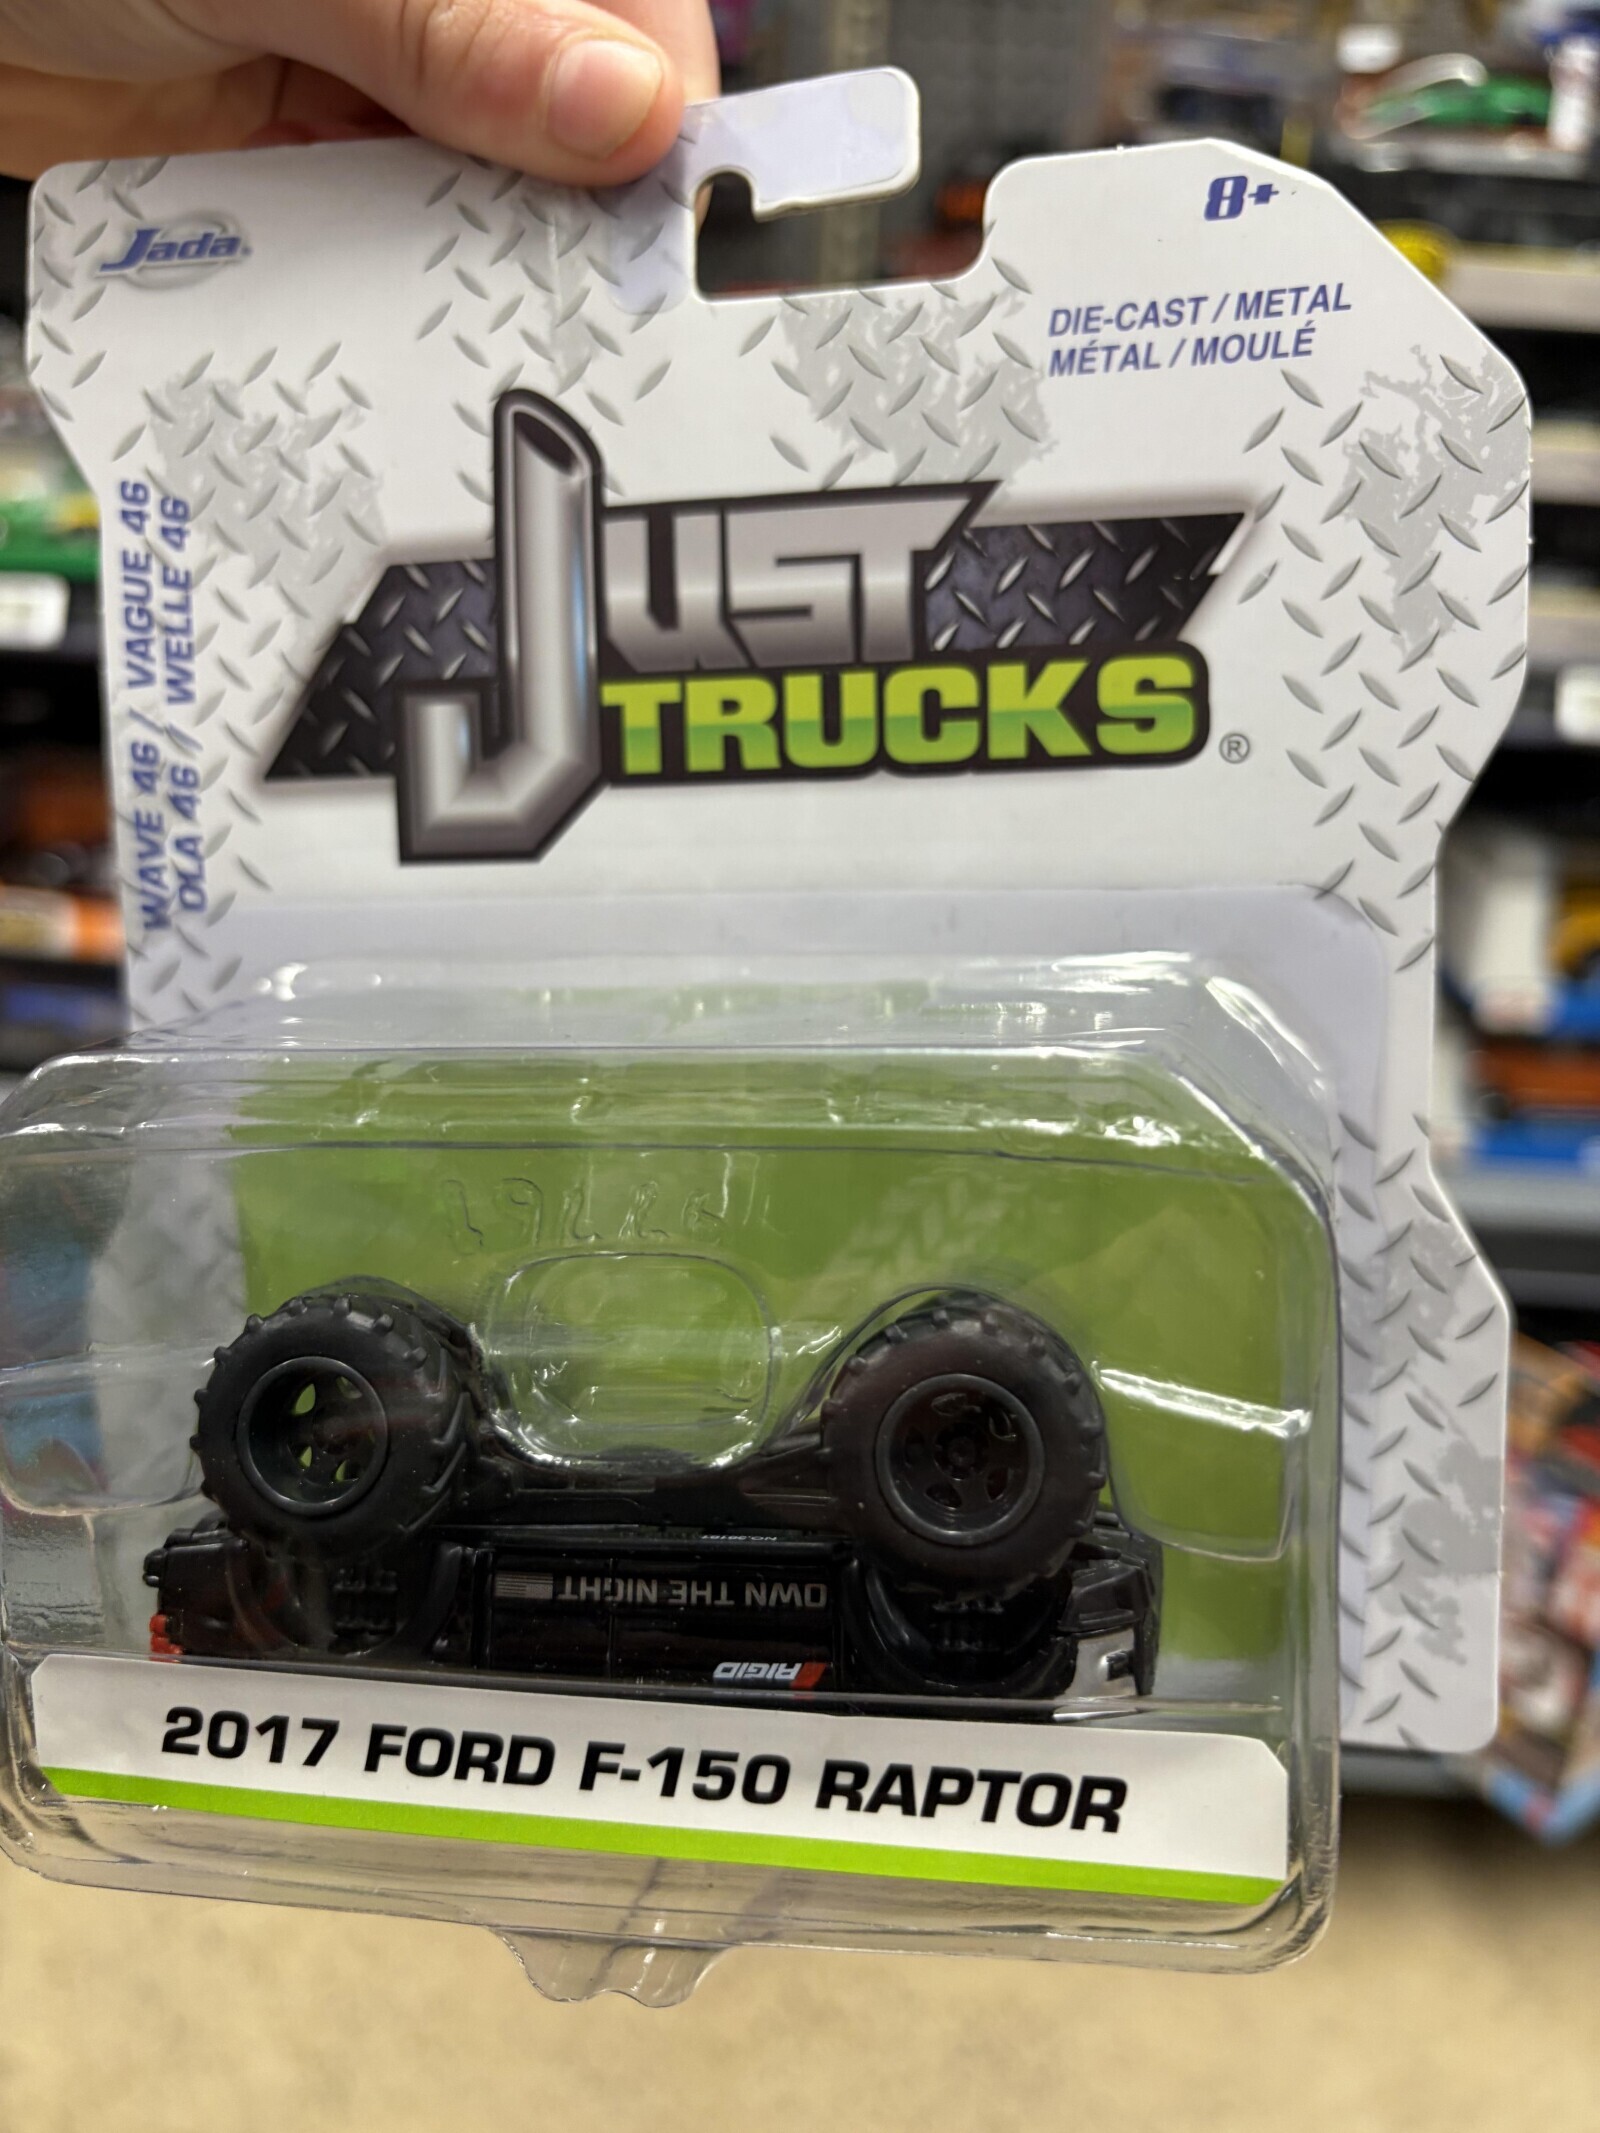 Jada
8+
DIE-CAST / METAL
MÉTAL / MOULÉ
WAVE 46 / VAGUE 46
OLA 46 / WELLE 46
JUST
TRUCKS®
OWN THE NIGHT
RIGID
2017 FORD F-150 RAPTOR